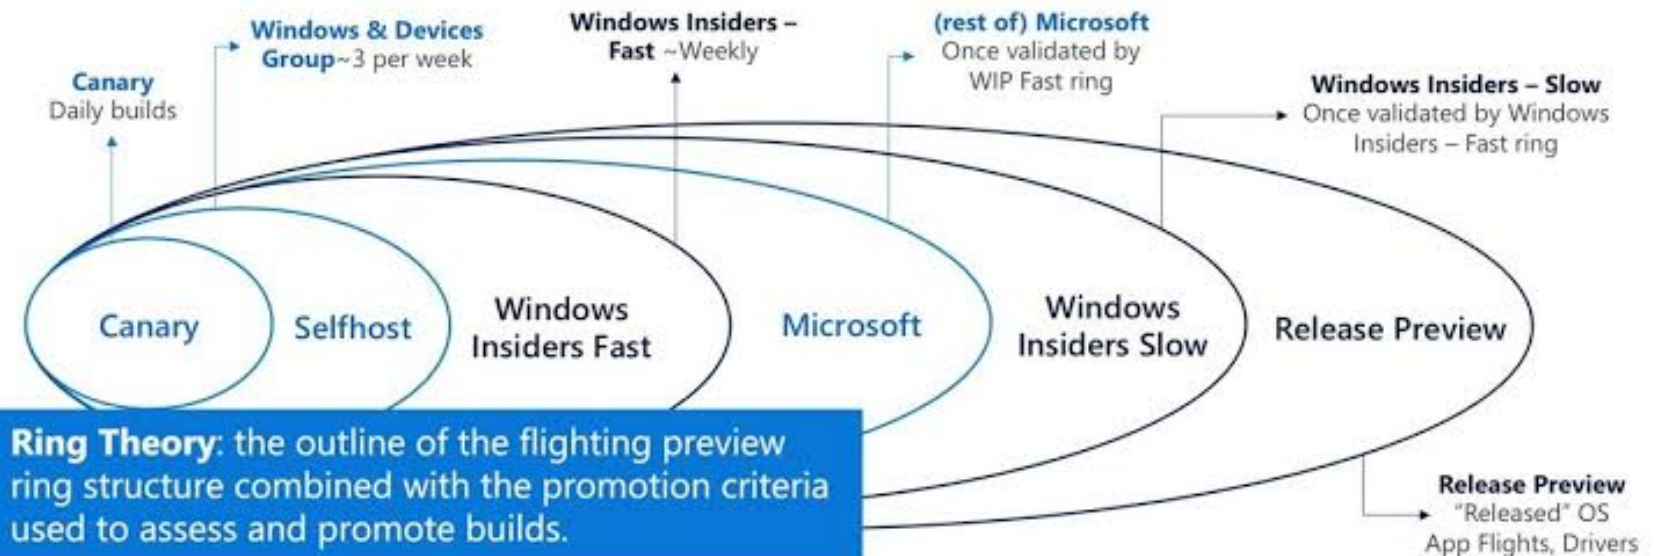 Windows & Devices
Group~3 per week
Windows Insiders –
Fast ~Weekly
(rest of) Microsoft
Once validated by
WIP Fast ring
Canary
Daily builds
Windows Insiders – Slow
Once validated by Windows
Insiders – Fast ring
Canary
Selfhost
Windows
Insiders Fast
Microsoft
Windows
Insiders Slow
Release Preview
Ring Theory: the outline of the flighting preview
ring structure combined with the promotion criteria
used to assess and promote builds.
Release Preview
"Released" OS
App Flights, Drivers